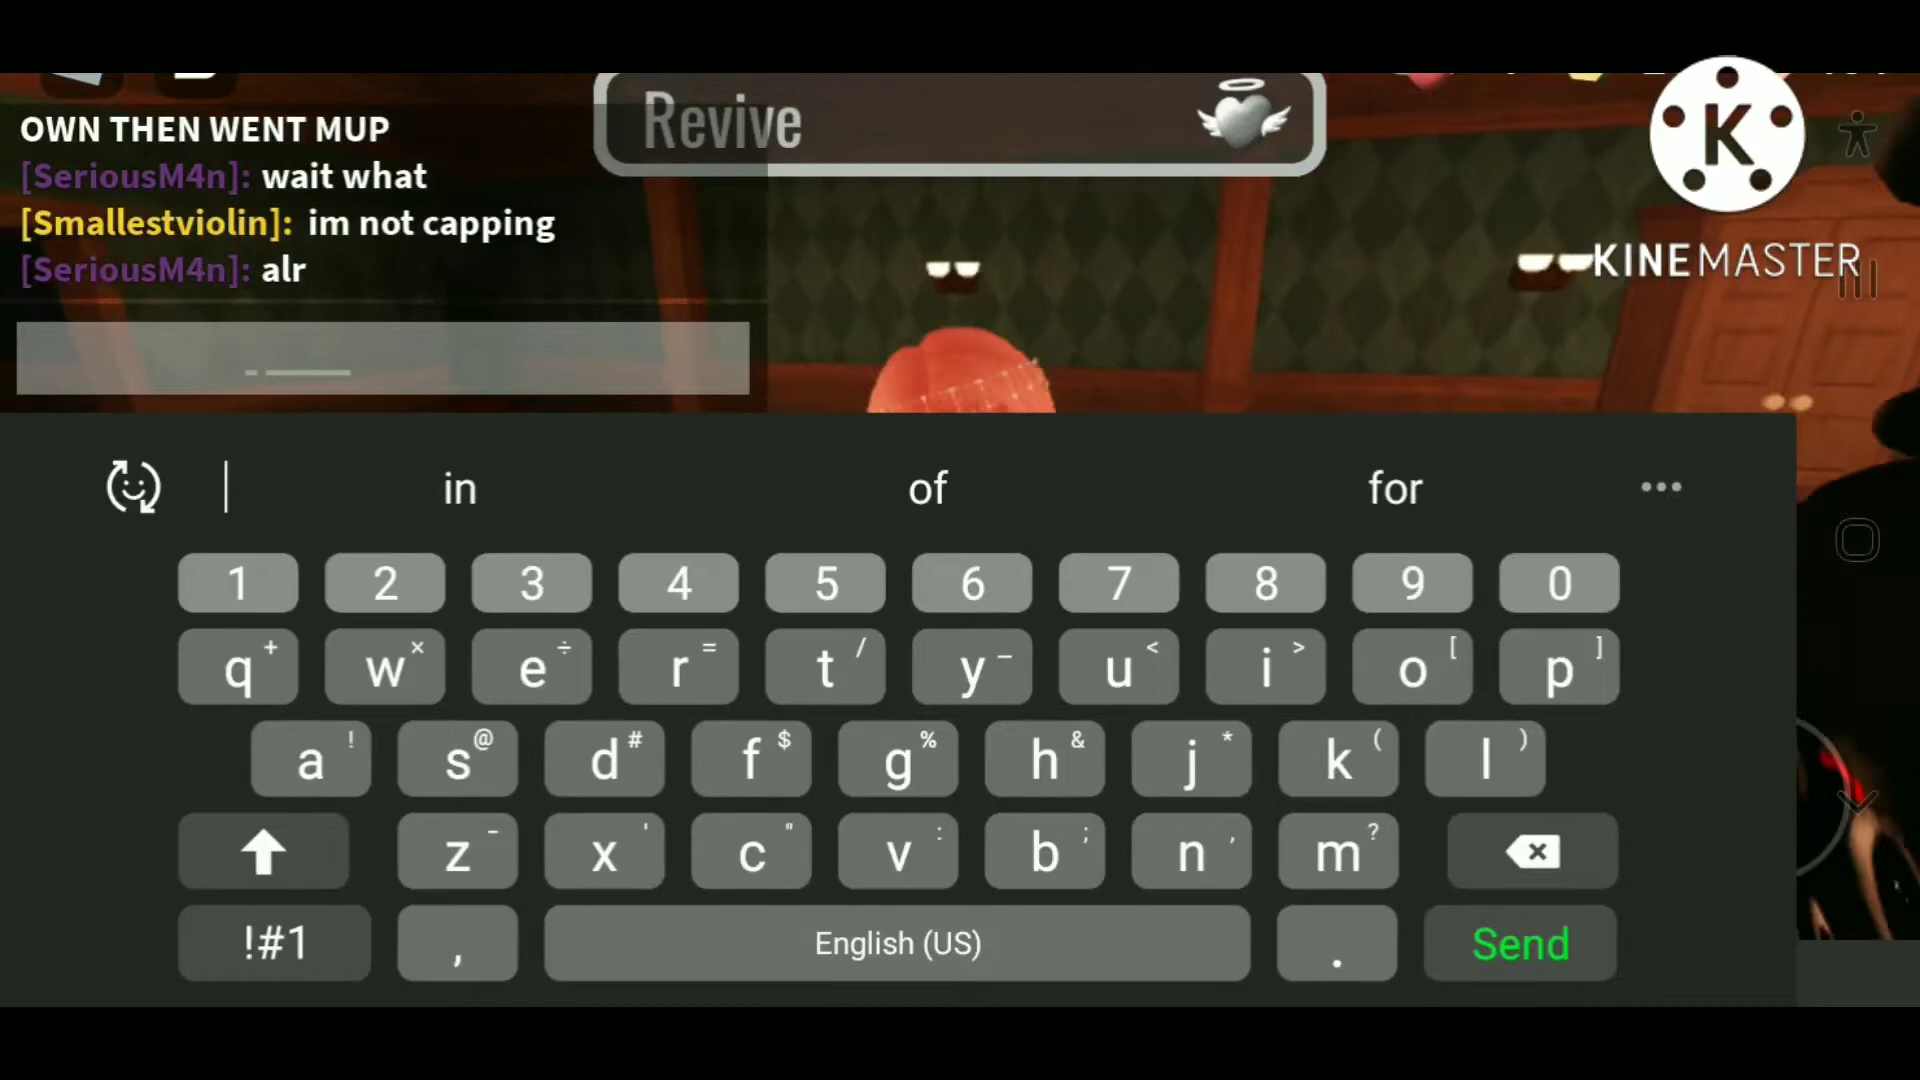 OWN THEN WENT MUP
[SeriousM4n]: wait what
[Smallestviolin]: im not capping
[SeriousM4n]: alr
Revive
K
KINEMASTER
in of for
1 2 3 4 5 6 7 8 9 0
q + w × e ÷ r = t / y _ u < i > o [ p ]
a ! s @ d # f $ g % h & j * k ( l )
z - x ' c " v : b ; n , m ?
!#1 , English (US) . Send